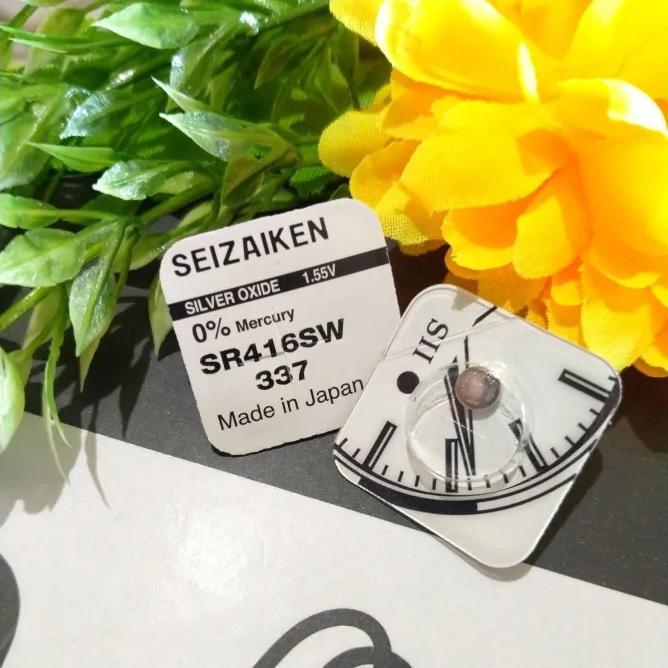 SEIZAIKEN
SILVER OXIDE 1.55V
0% Mercury
SR416SW
337
Made in Japan
SII